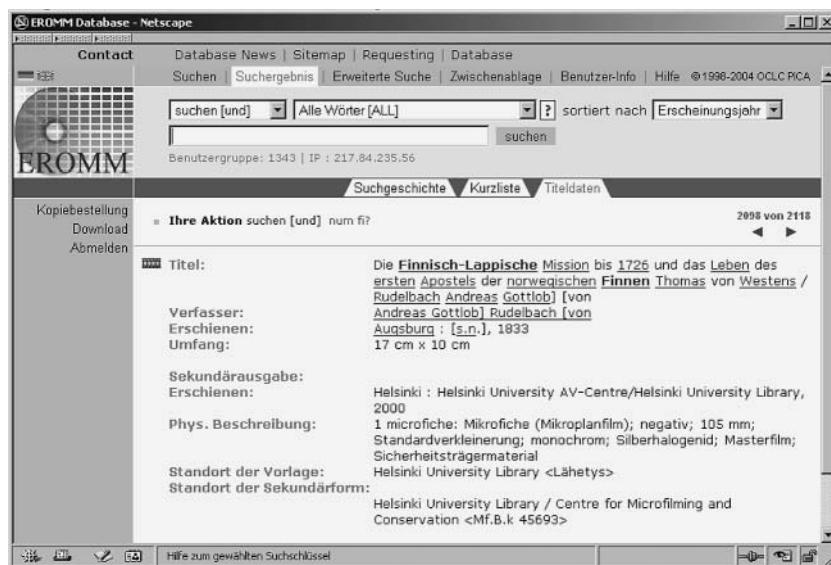 EROMM Database - Netscape
Contact
Database News | Sitemap | Requesting | Database
Suchen | Suchergebnis | Erweiterte Suche | Zwischenablage | Benutzer-Info | Hilfe ©1998-2004 OCLC PICA
suchen [und] Alle Wörter [ALL] ? sortiert nach Erscheinungsjahr
suchen
EROMM
Benutzergruppe: 1343 | IP : 217.84.235.56
Suchgeschichte Kurzliste Titeldaten
Kopiebestellung
Download
Abmelden
Ihre Aktion suchen [und] num fi?
2098 von 2118
Titel: Die Finnisch-Lappische Mission bis 1726 und das Leben des
ersten Apostels der norwegischen Finnen Thomas von Westens /
Rudelbach Andreas Gottlob] [von
Verfasser: Andreas Gottlob] Rudelbach [von
Erschienen: Augsburg : [s.n.], 1833
Umfang: 17 cm x 10 cm
Sekundärausgabe:
Erschienen: Helsinki : Helsinki University AV-Centre/Helsinki University Library,
2000
Phys. Beschreibung: 1 microfiche: Mikrofiche (Mikroplanfilm); negativ; 105 mm;
Standardverkleinerung; monochrom; Silberhalogenid; Masterfilm;
Sicherheitsträgermaterial
Standort der Vorlage: Helsinki University Library <Lähetys>
Standort der Sekundärform:
Helsinki University Library / Centre for Microfilming and
Conservation <Mf.B.k 45693>
Hilfe zum gewählten Suchschlüssel